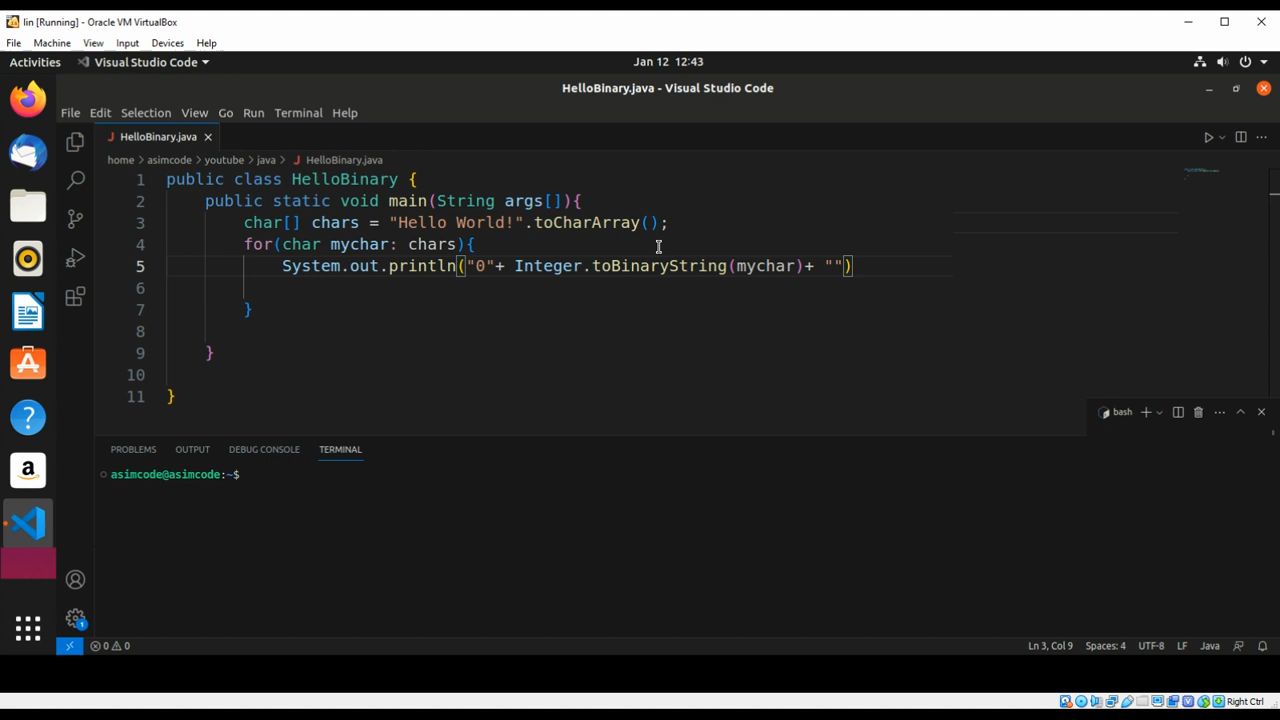 lin [Running] - Oracle VM VirtualBox
File Machine View Input Devices Help
Activities Visual Studio Code Jan 12 12:43
HelloBinary.java - Visual Studio Code
File Edit Selection View Go Run Terminal Help
J HelloBinary.java
home > asimcode > youtube > java > J HelloBinary.java
1 public class HelloBinary {
2 public static void main(String args[]){
3 char[] chars = "Hello World!".toCharArray();
4 for(char mychar: chars){
5 System.out.println("0"+ Integer.toBinaryString(mychar)+ "")
6
7 }
8
9 }
10
11 }
bash
PROBLEMS OUTPUT DEBUG CONSOLE TERMINAL
asimcode@asimcode:~$
0 0 Ln 3, Col 9 Spaces: 4 UTF-8 LF Java
Right Ctrl